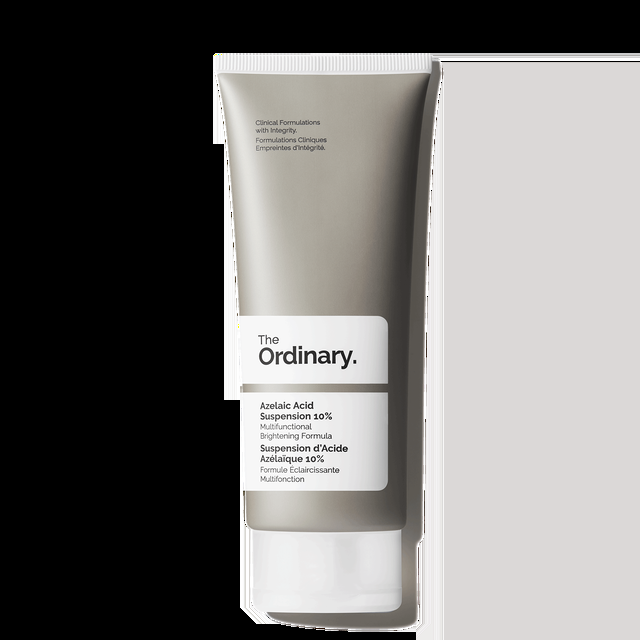 Clinical Formulations
with Integrity.
Formulations Cliniques
Empreintes d'Intégrité.
The
Ordinary.
Azelaic Acid
Suspension 10%
Multifunctional
Brightening Formula
Suspension d'Acide
Azélaïque 10%
Formule Éclaircissante
Multifonction